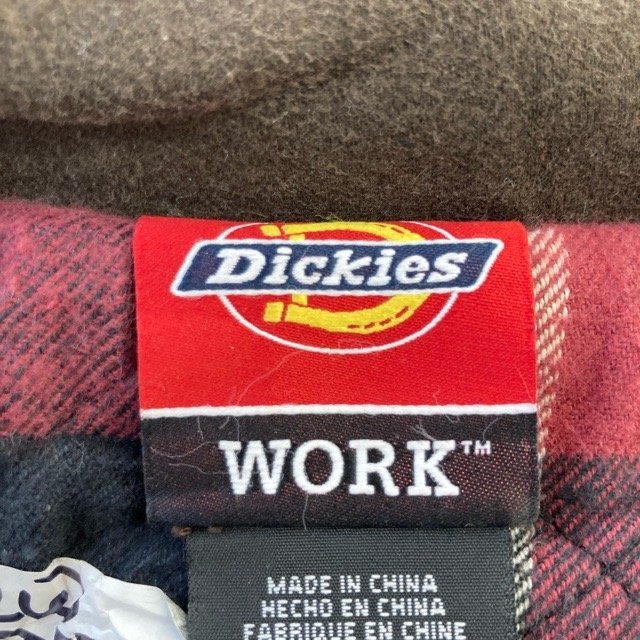 Dickies
WORK™
MADE IN CHINA
HECHO EN CHINA
FABRIQUE EN CHINE